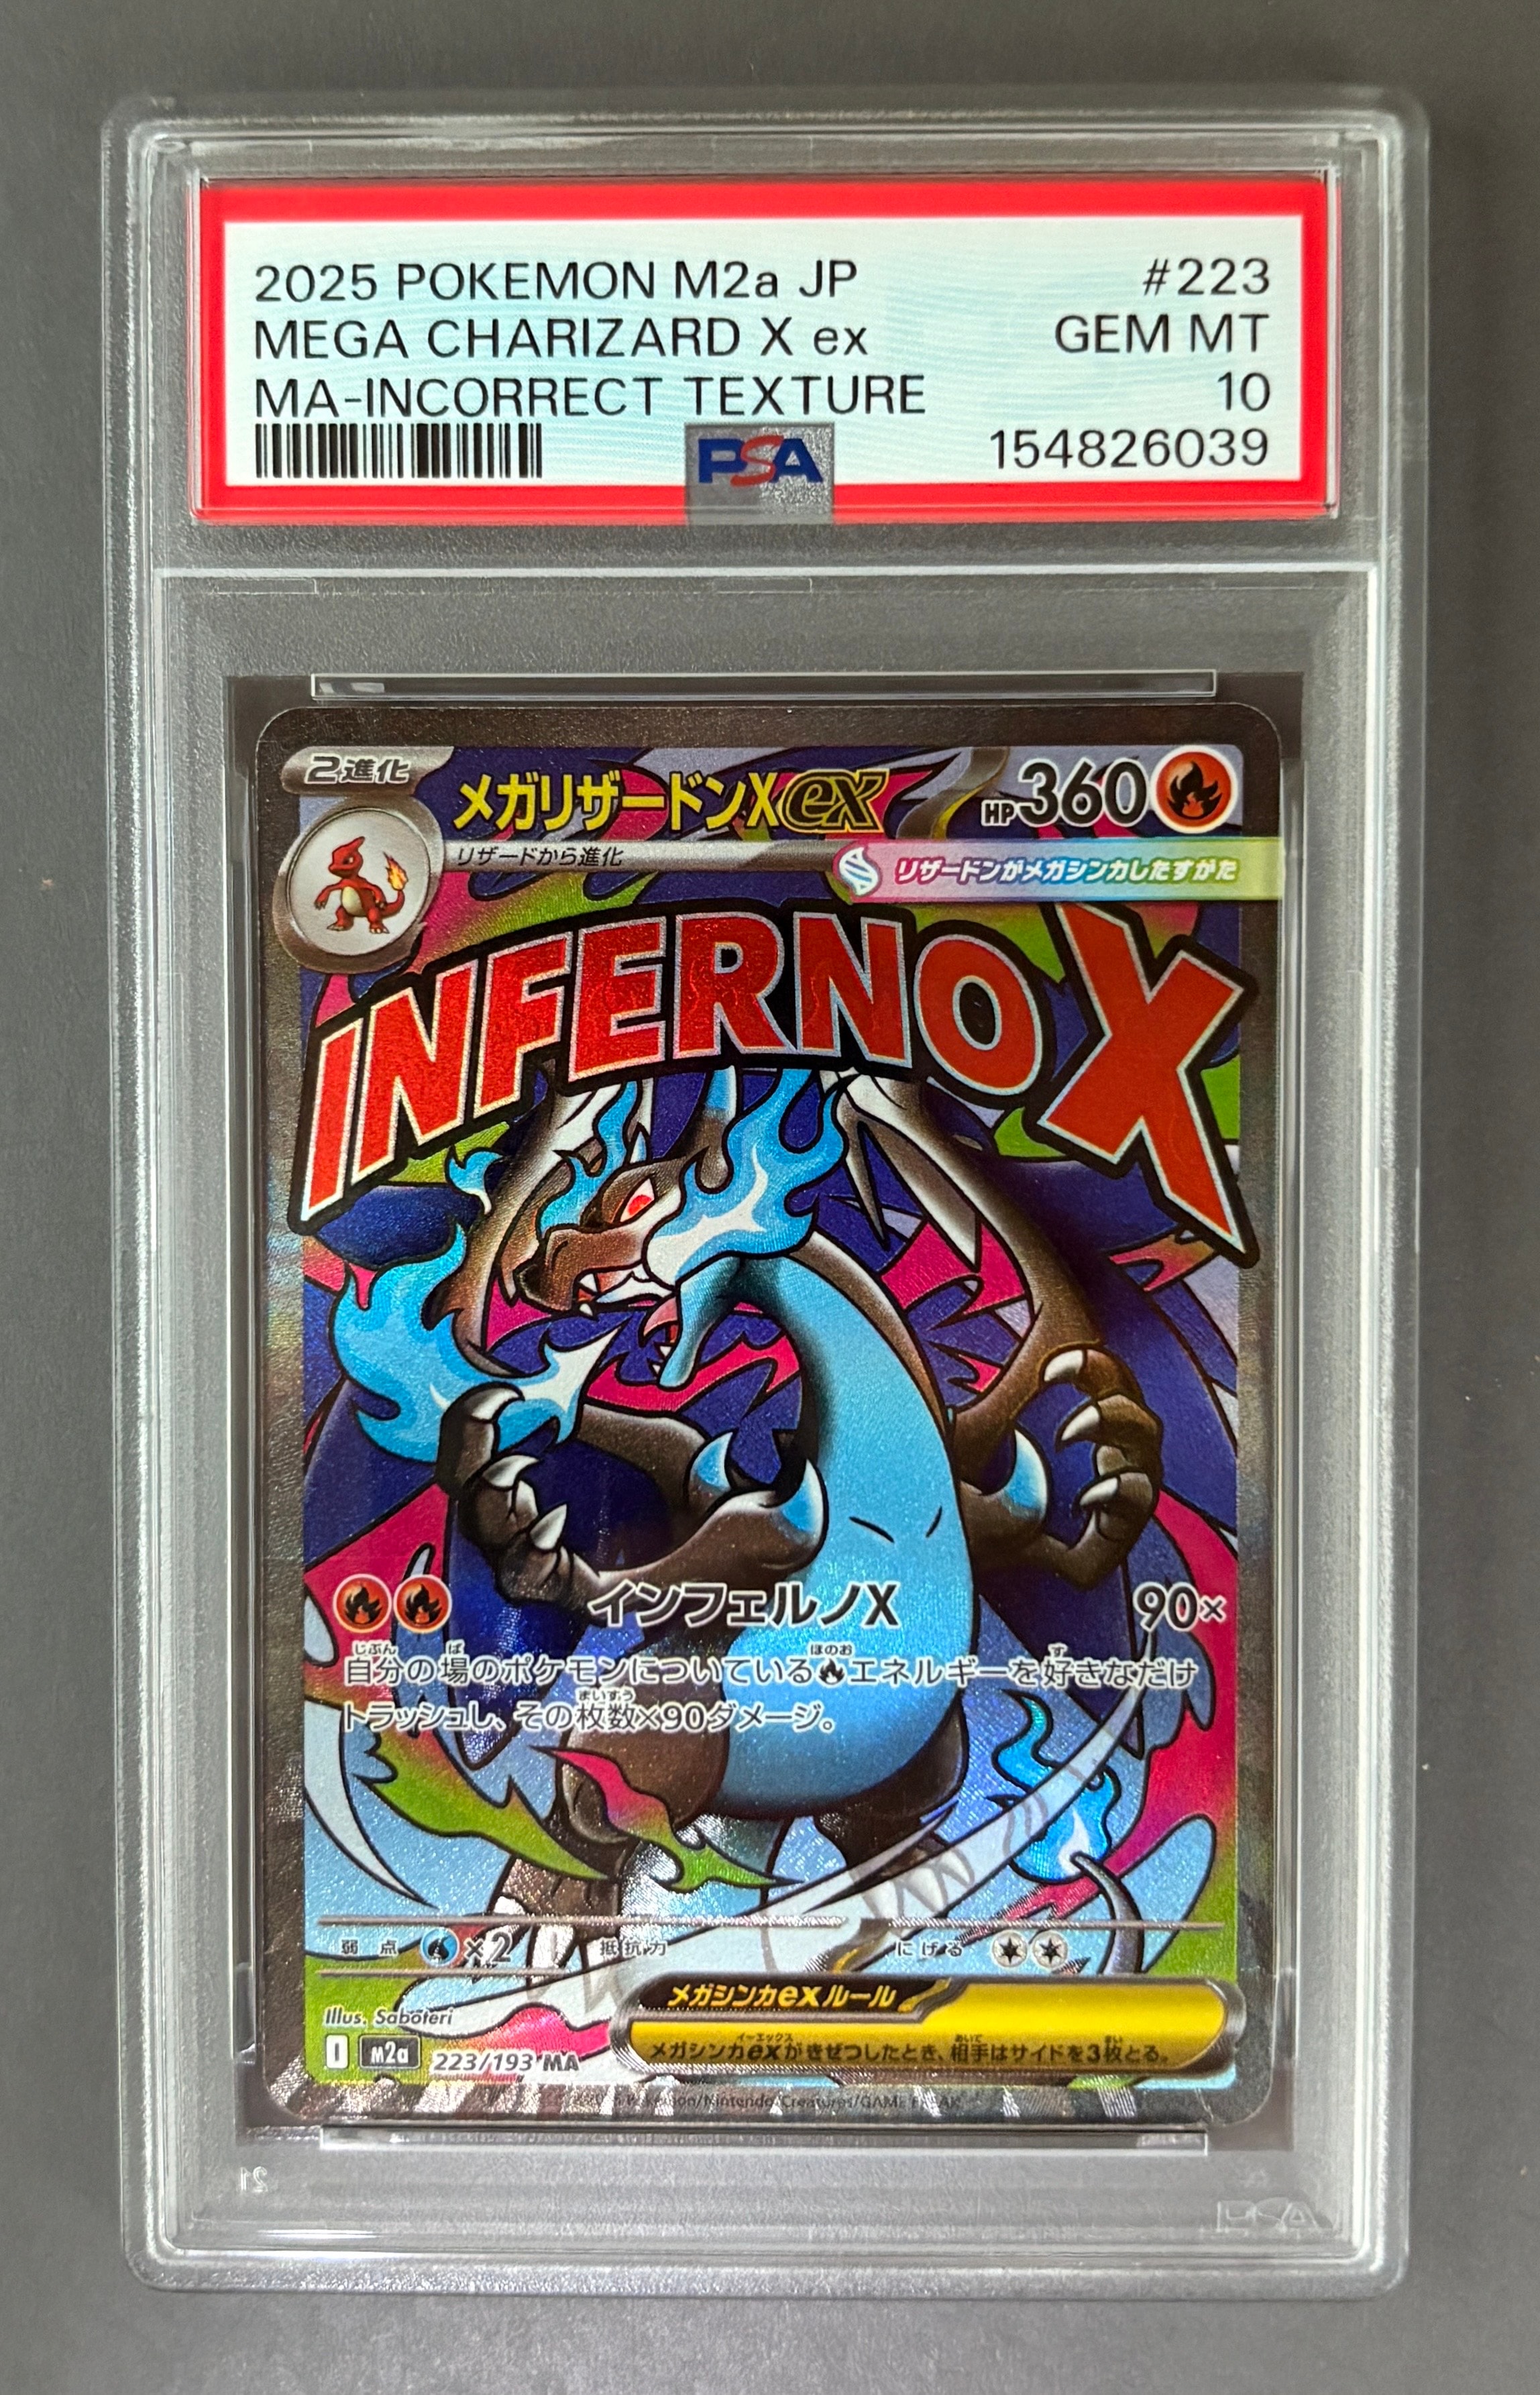 2025 POKEMON M2a JP #223
MEGA CHARIZARD X ex GEM MT
MA-INCORRECT TEXTURE 10
PSA 154826039
2進化
メガリザードンXex HP360
リザードから進化
リザードンがメガシンカしたすがた
INFERNO X
インフェルノX 90×
自分の場のポケモンについているエネルギーを好きなだけ
トラッシュし、その枚数×90ダメージ。
弱点 ×2 抵抗力 にげる
メガシンカexルール
Illus. Saboteri
メガシンカexがきぜつしたとき、相手はサイドを3枚とる。
I M2a 223/193 MA
Pokémon/Nintendo/Creatures/GAME FREAK
21
PSA